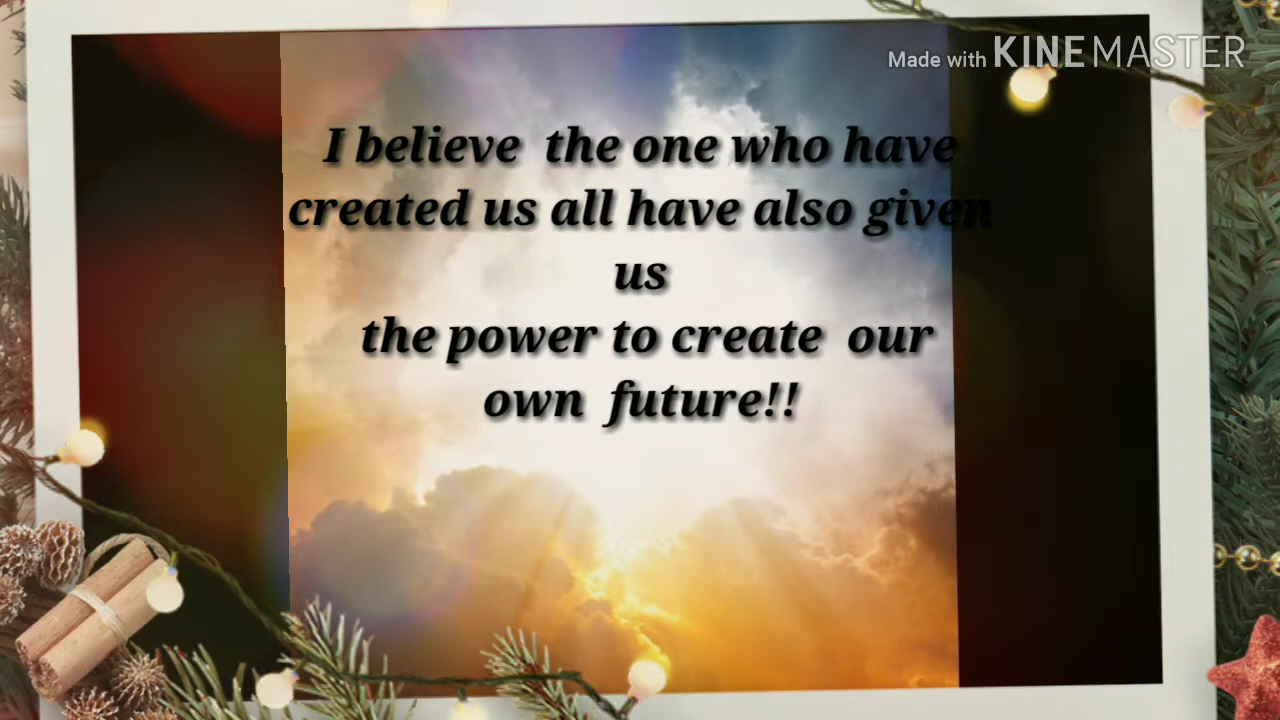 Made with KINEMASTER
I believe the one who have
created us all have also given
us
the power to create our
own future!!